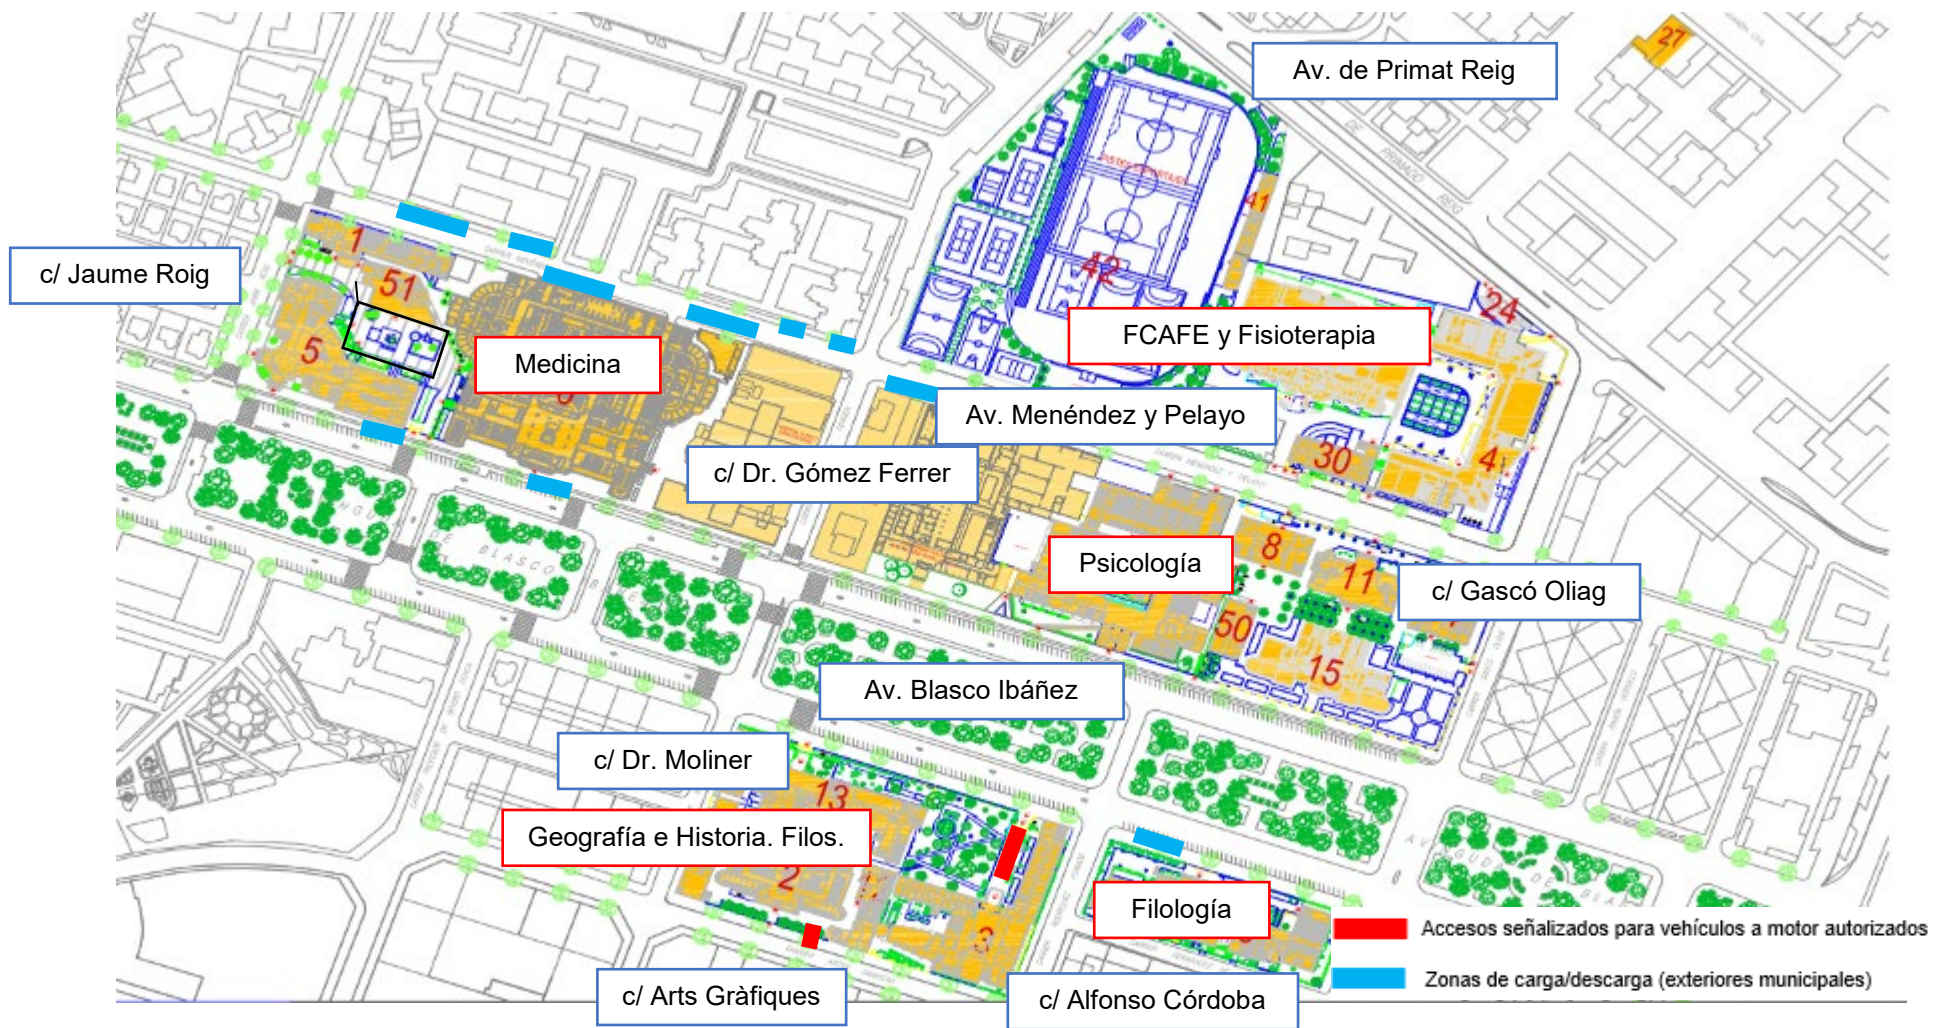 Av. de Primat Reig
27
DE PRIMADO REIG
41
42
1
51
5
c/ Jaume Roig
Medicina
FCAFE y Fisioterapia
24
4
30
Av. Menéndez y Pelayo
c/ Dr. Gómez Ferrer
8
11
Psicología
c/ Gascó Oliag
50
15
Av. Blasco Ibáñez
c/ Dr. Moliner
13
Geografía e Historia. Filos.
2
3
Filología
Accesos señalizados para vehículos a motor autorizados
Zonas de carga/descarga (exteriores municipales)
c/ Arts Gràfiques
c/ Alfonso Córdoba